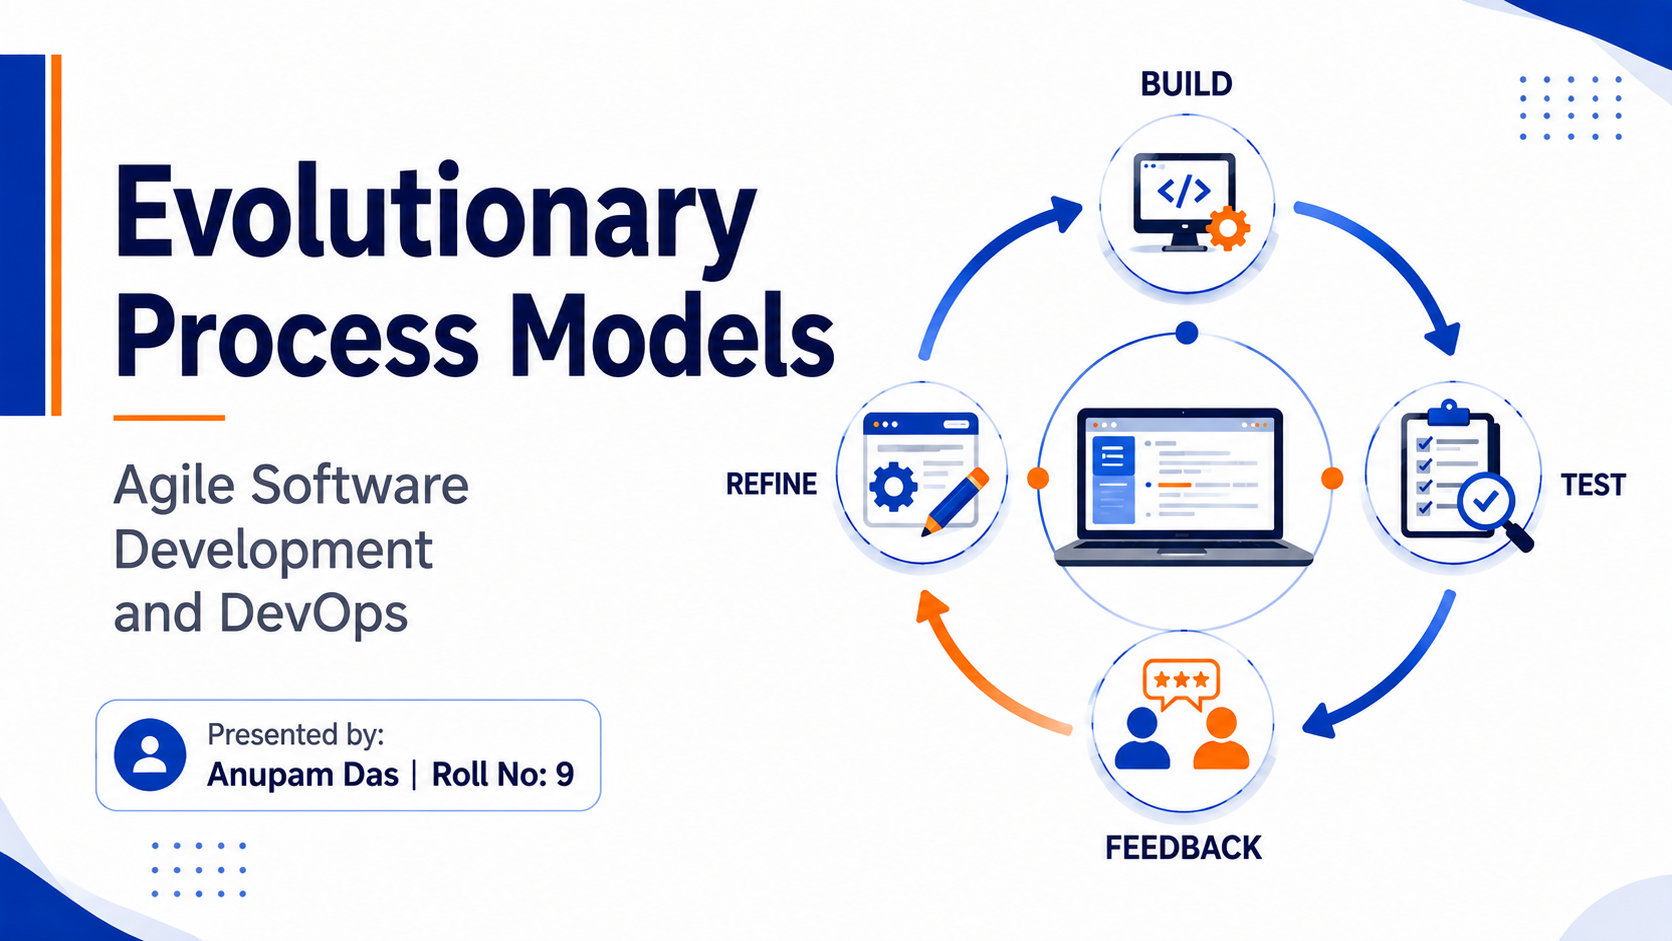 Evolutionary
Process Models
Agile Software
Development
and DevOps
Presented by:
Anupam Das | Roll No: 9
BUILD
</>
REFINE
TEST
FEEDBACK